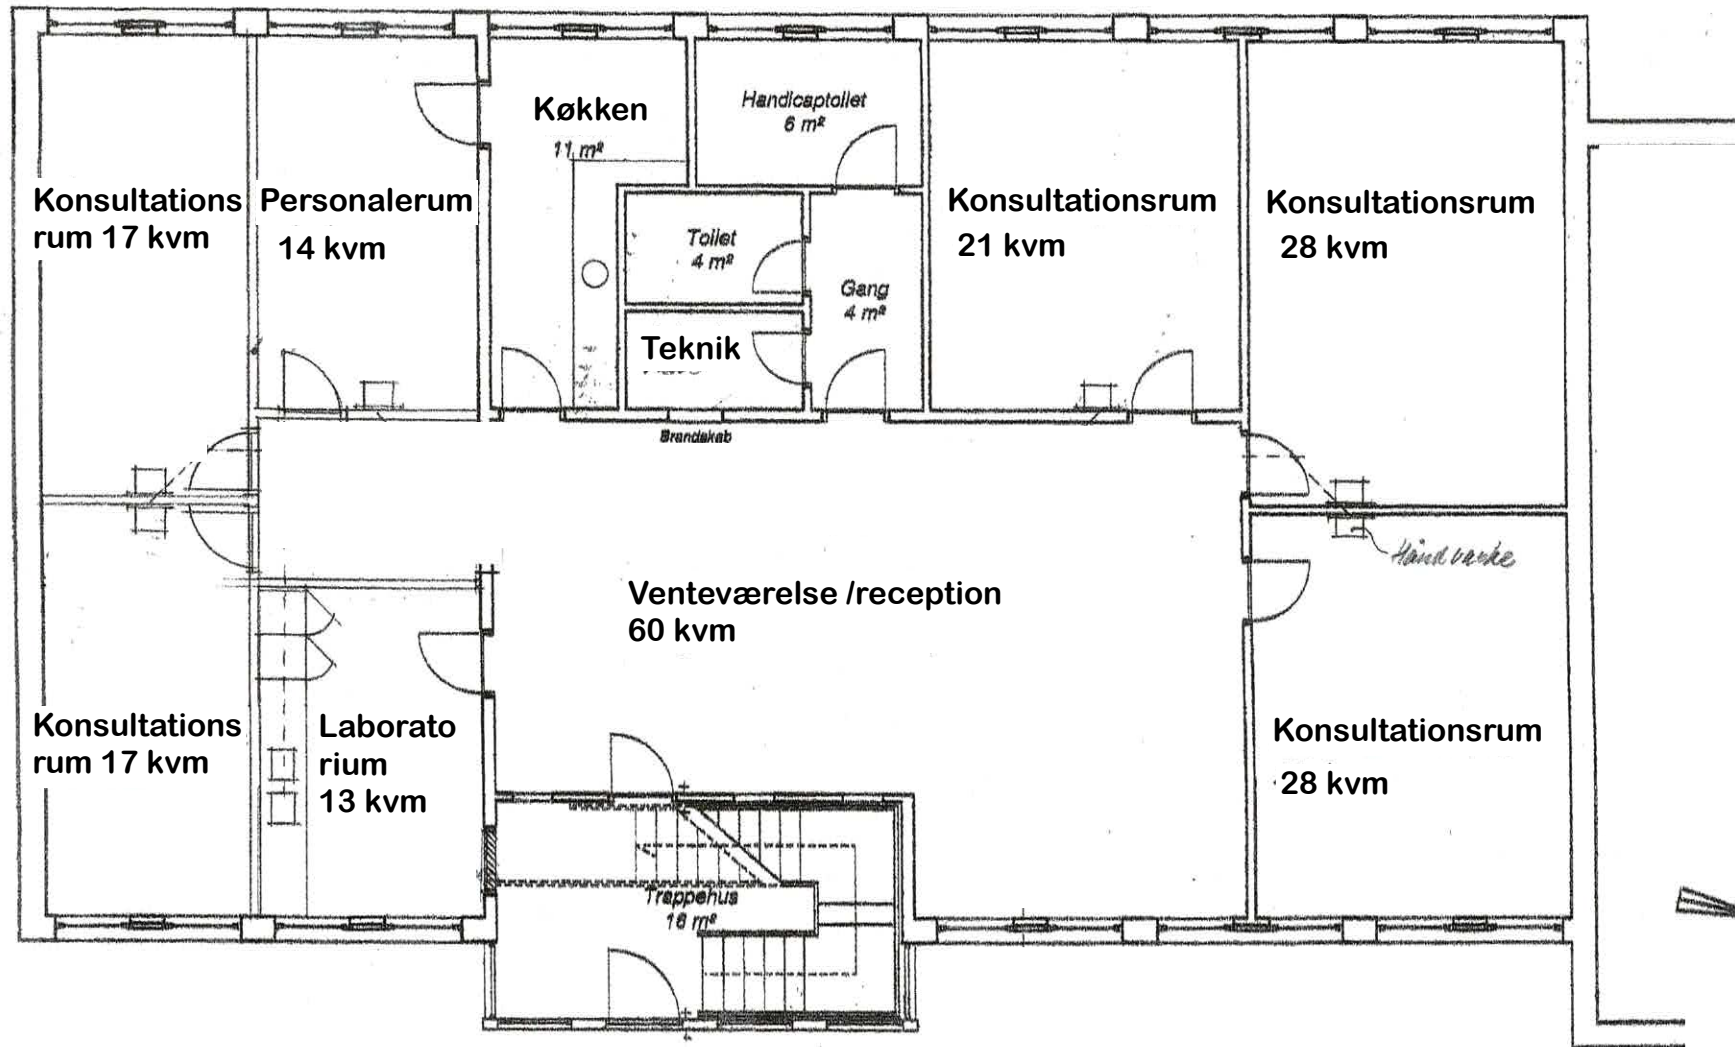 Køkken
11 m²
Handicaptoilet
6 m²
Konsultations
rum 17 kvm
Personalerum
14 kvm
Toilet
4 m²
Gang
4 m²
Teknik
Konsultationsrum
21 kvm
Konsultationsrum
28 kvm
Brandskab
Håndvaske
Venteværelse /reception
60 kvm
Konsultations
rum 17 kvm
Laborato
rium
13 kvm
Konsultationsrum
28 kvm
Trappehus
16 m²